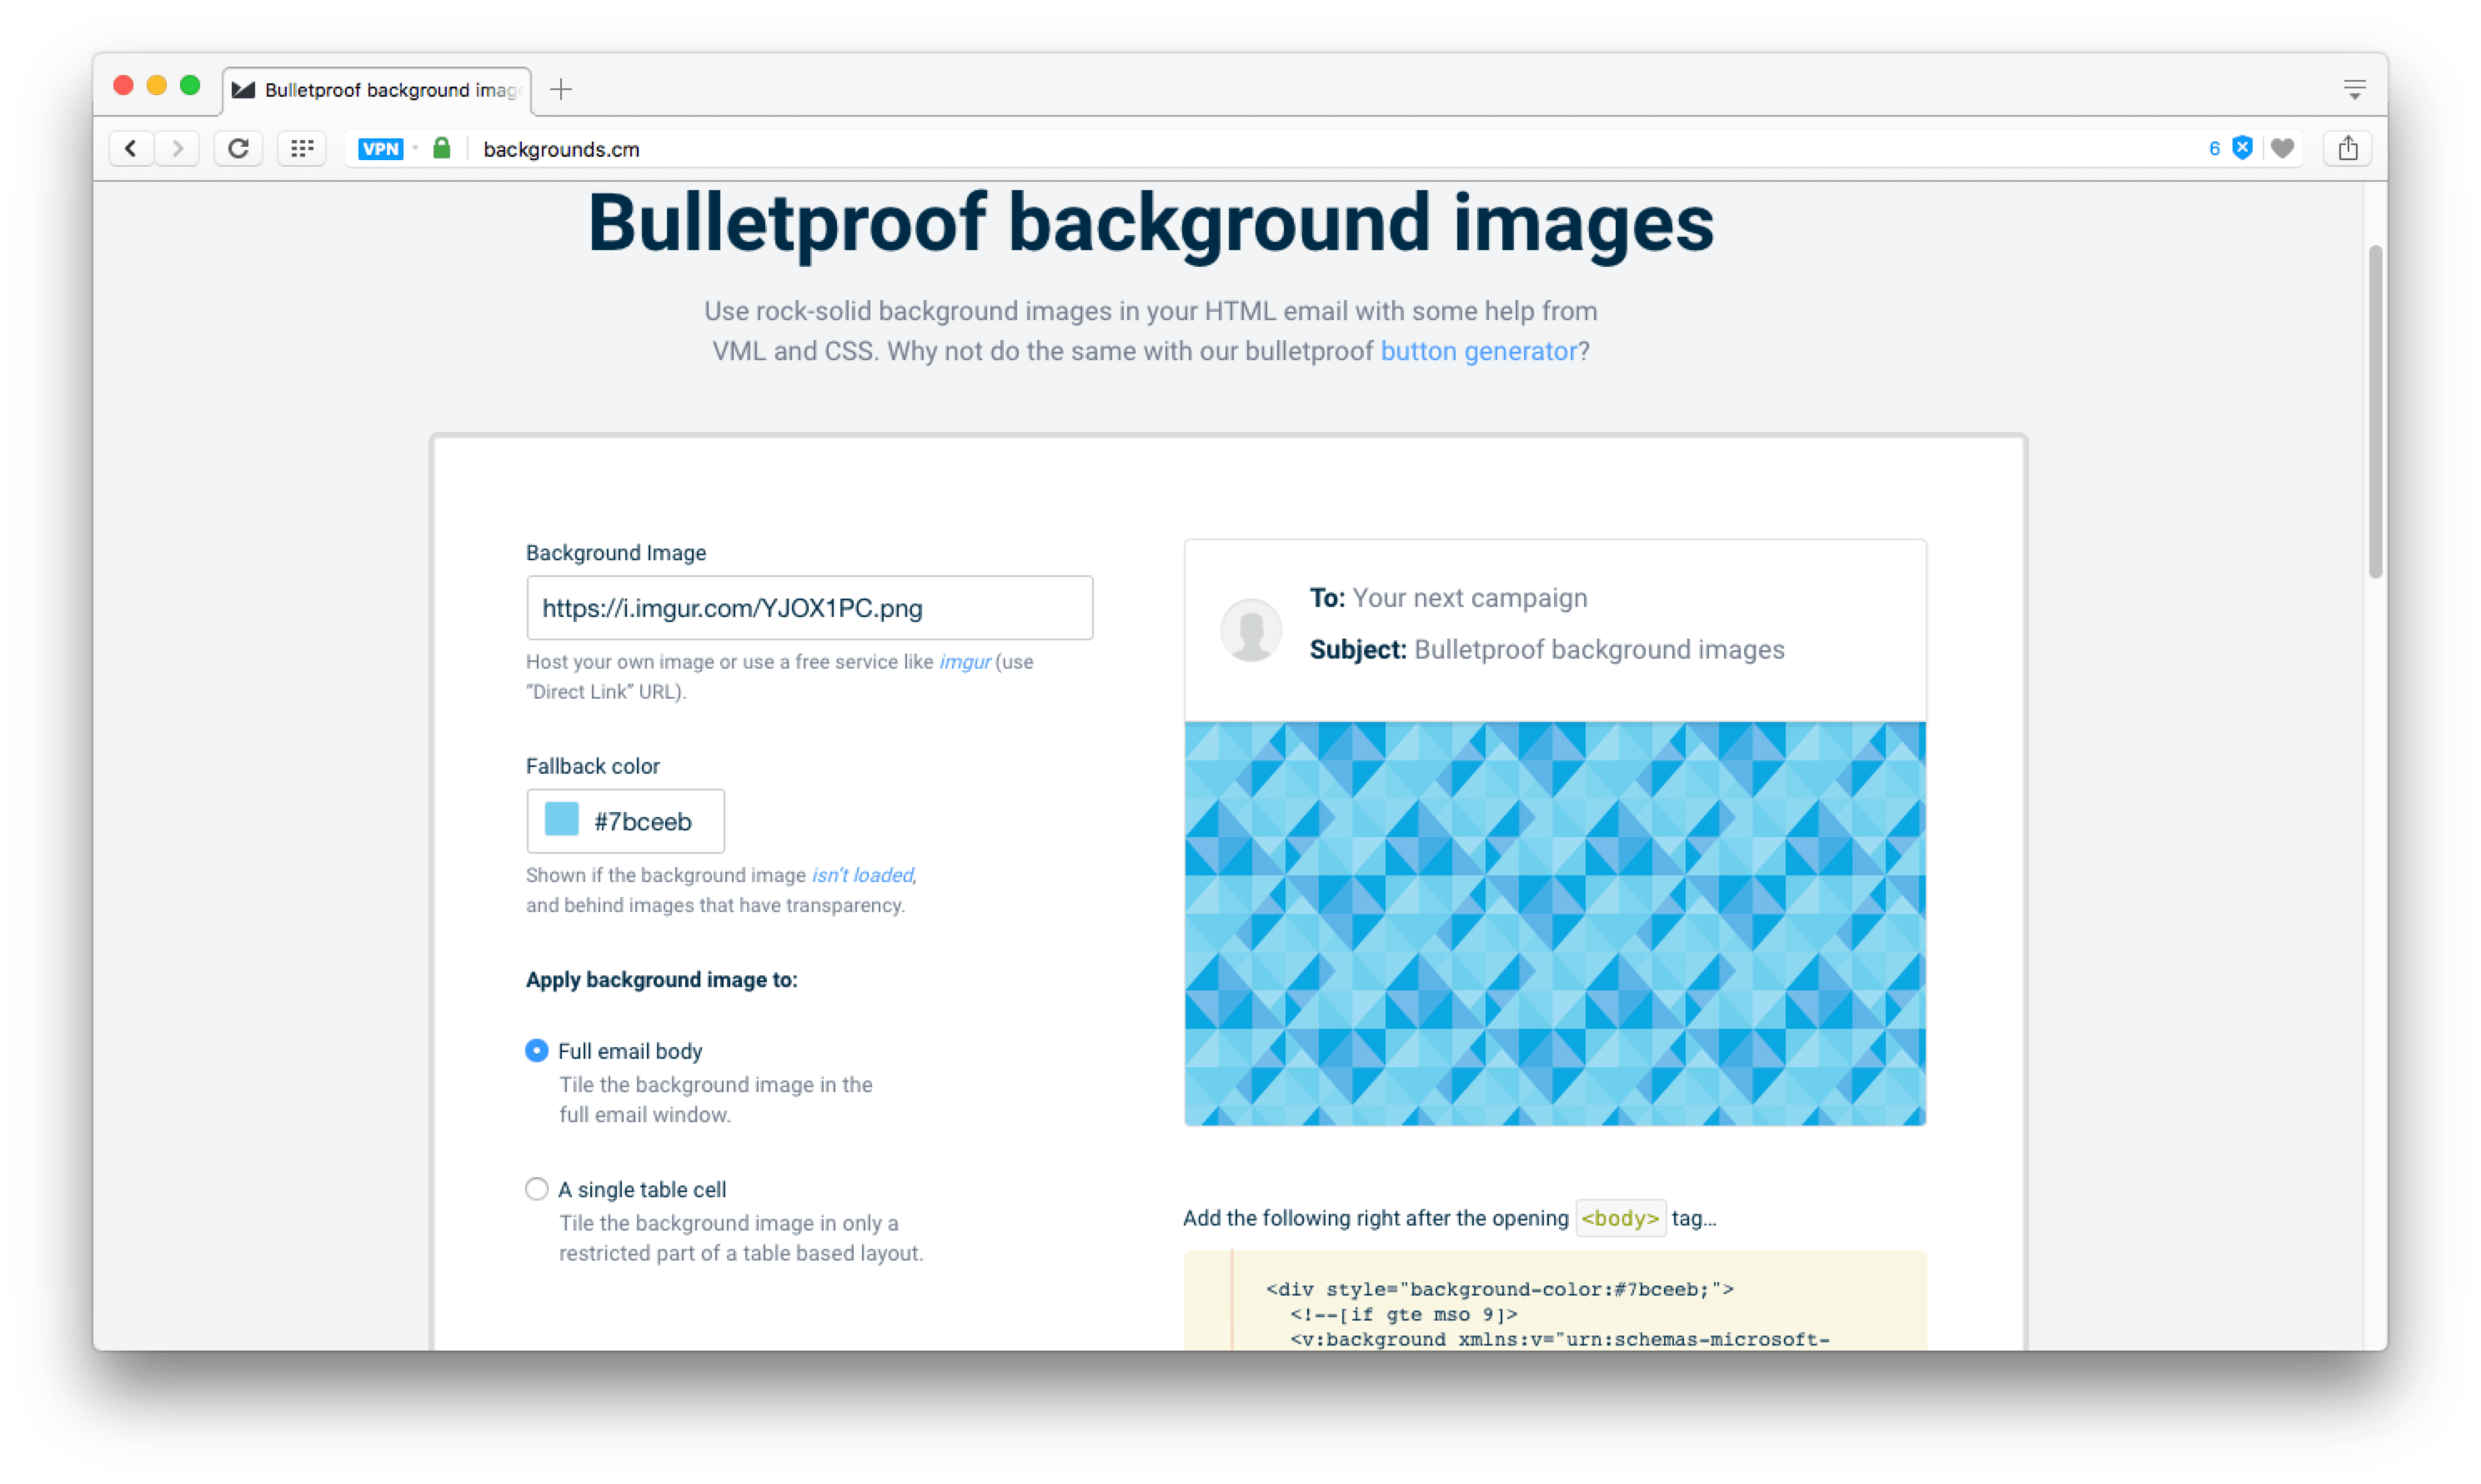 Bulletproof background imag
VPN
backgrounds.cm
6
Bulletproof background images
Use rock-solid background images in your HTML email with some help from
VML and CSS. Why not do the same with our bulletproof button generator?
Background Image
https://i.imgur.com/YJOX1PC.png
Host your own image or use a free service like imgur (use
“Direct Link” URL).
Fallback color
#7bceeb
Shown if the background image isn’t loaded,
and behind images that have transparency.
Apply background image to:
Full email body
Tile the background image in the
full email window.
A single table cell
Tile the background image in only a
restricted part of a table based layout.
To: Your next campaign
Subject: Bulletproof background images
Add the following right after the opening <body> tag…
<div style="background-color:#7bceeb;">
<!--[if gte mso 9]>
<v:background xmlns:v="urn:schemas-microsoft-